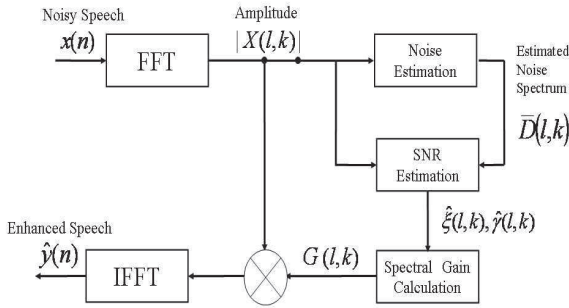 Noisy Speech
x(n)
FFT
Amplitude
|X(l,k)|
Noise
Estimation
Estimated
Noise
Spectrum
D̅(l,k)
SNR
Estimation
ξ̂(l,k), γ̂(l,k)
Enhanced Speech
ŷ(n)
IFFT
G(l,k)
Spectral Gain
Calculation